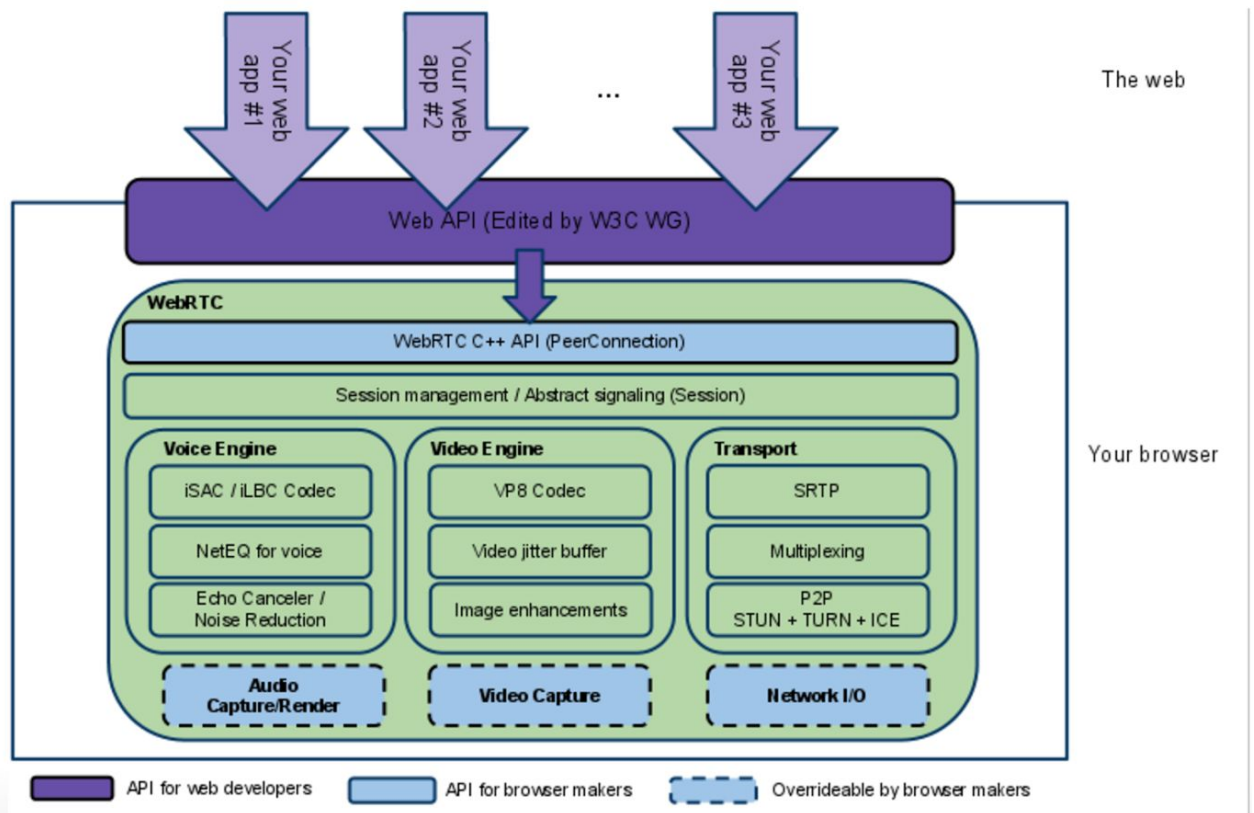 Your web
app #1
Your web
app #2
...
Your web
app #3
The web
Web API (Edited by W3C WG)
WebRTC
WebRTC C++ API (PeerConnection)
Session management / Abstract signaling (Session)
Your browser
Voice Engine
iSAC / iLBC Codec
NetEQ for voice
Echo Canceler /
Noise Reduction
Video Engine
VP8 Codec
Video jitter buffer
Image enhancements
Transport
SRTP
Multiplexing
P2P
STUN + TURN + ICE
Audio
Capture/Render
Video Capture
Network I/O
API for web developers
API for browser makers
Overrideable by browser makers